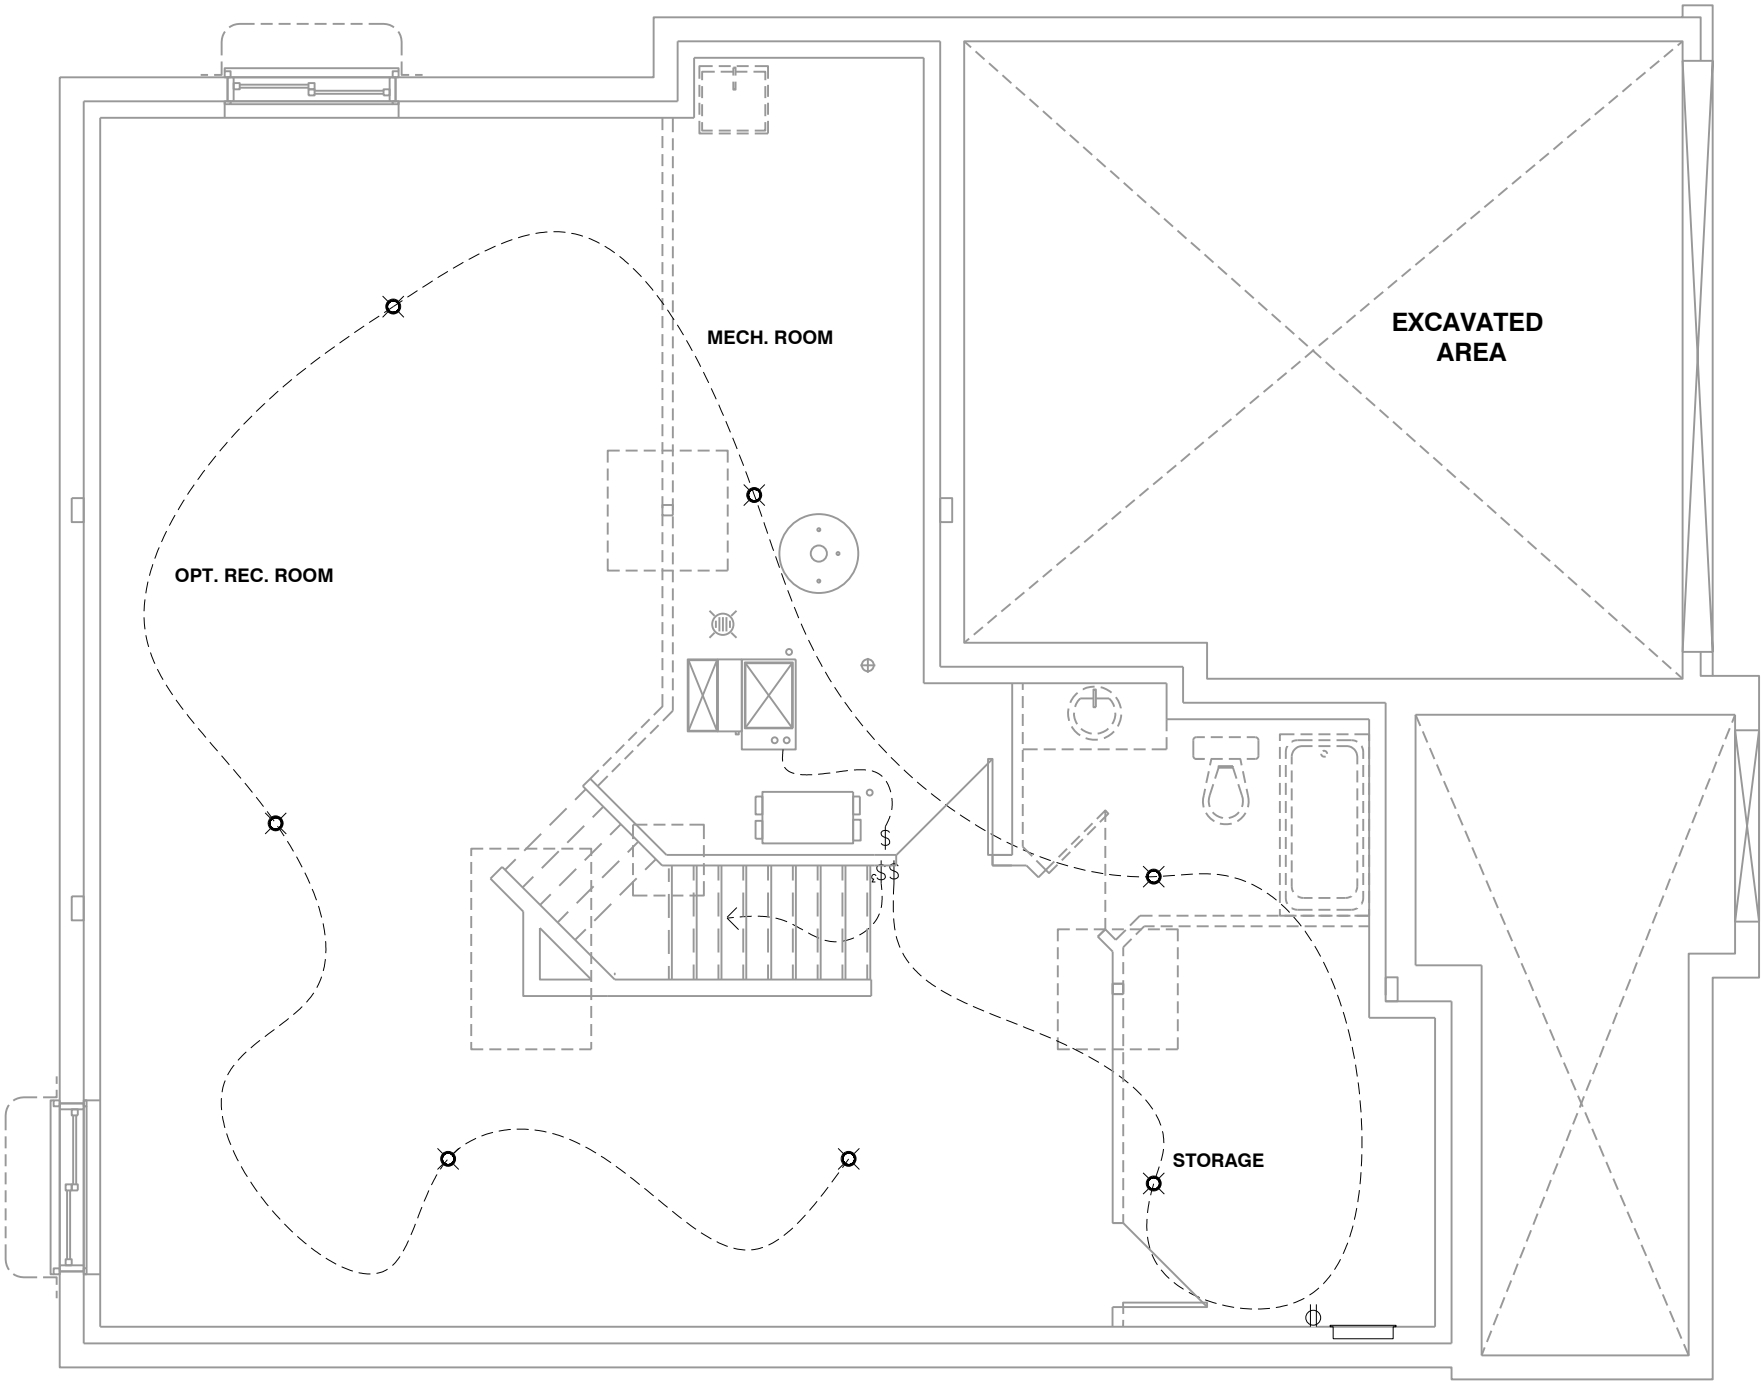 EXCAVATED
AREA
MECH. ROOM
OPT. REC. ROOM
$
$$
STORAGE